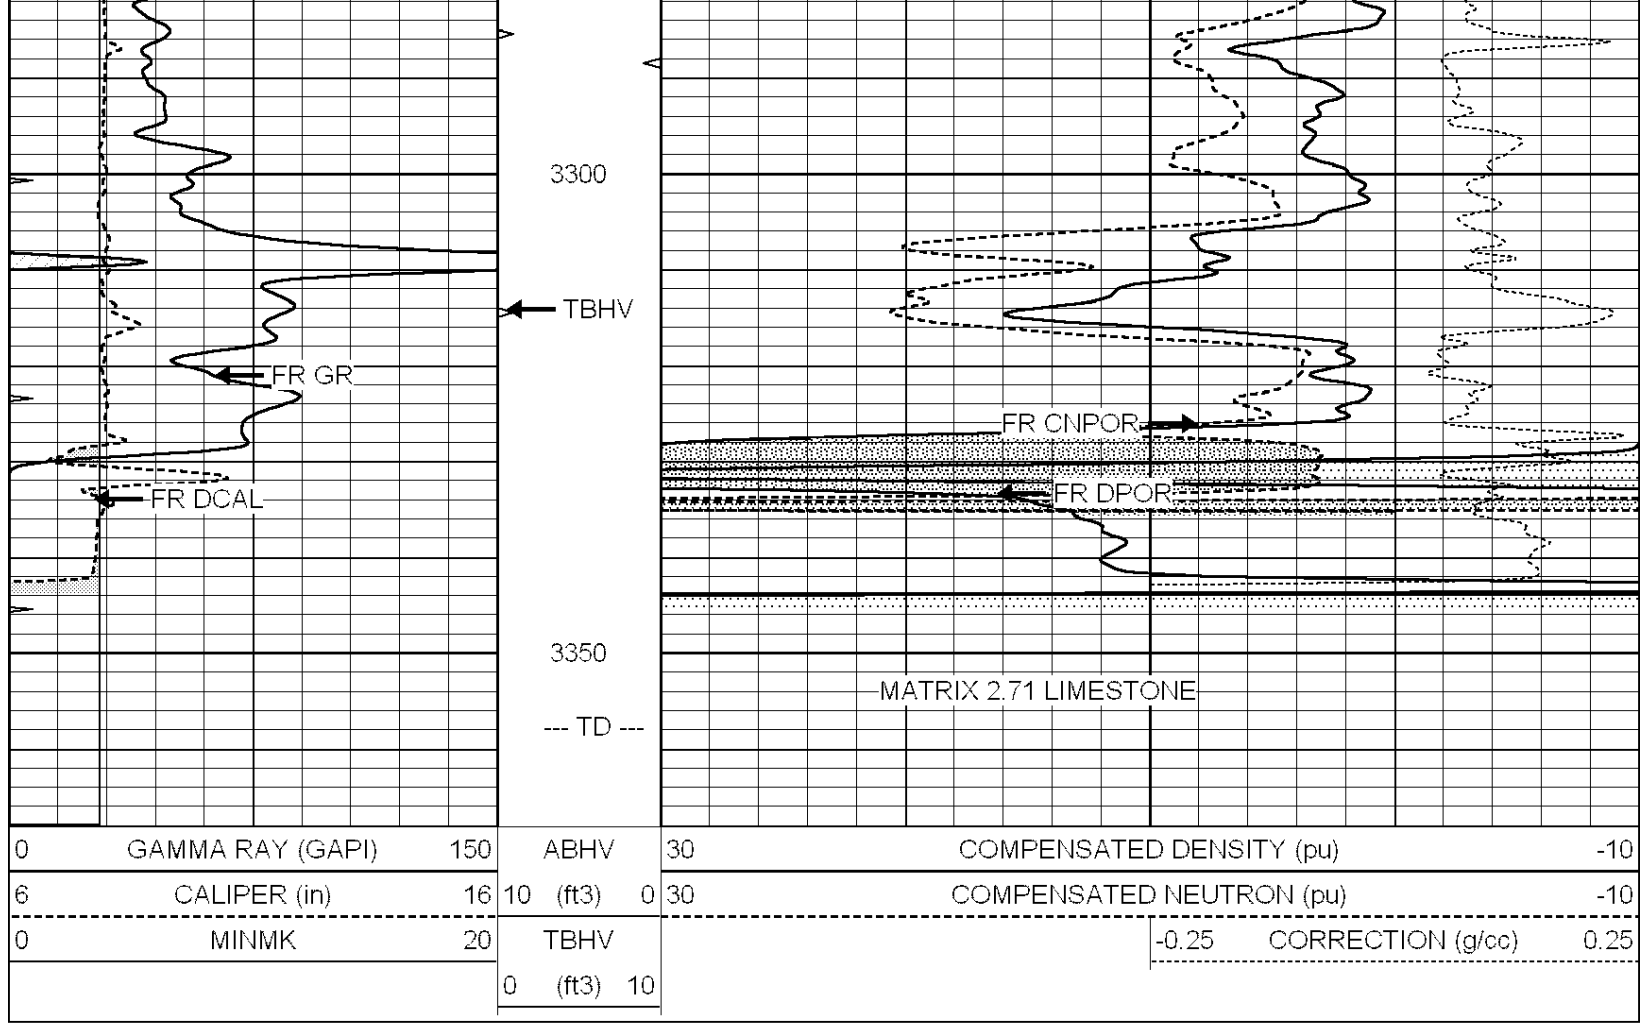 3300
TBHV
FR GR
FR CNPOR
FR DPOR
FR DCAL
3350
MATRIX 2.71 LIMESTONE
--- TD ---
0 GAMMA RAY (GAPI) 150 ABHV 30 COMPENSATED DENSITY (pu) -10
6 CALIPER (in) 16 10 (ft3) 0 30 COMPENSATED NEUTRON (pu) -10
0 MINMK 20 TBHV -0.25 CORRECTION (g/cc) 0.25
0 (ft3) 10